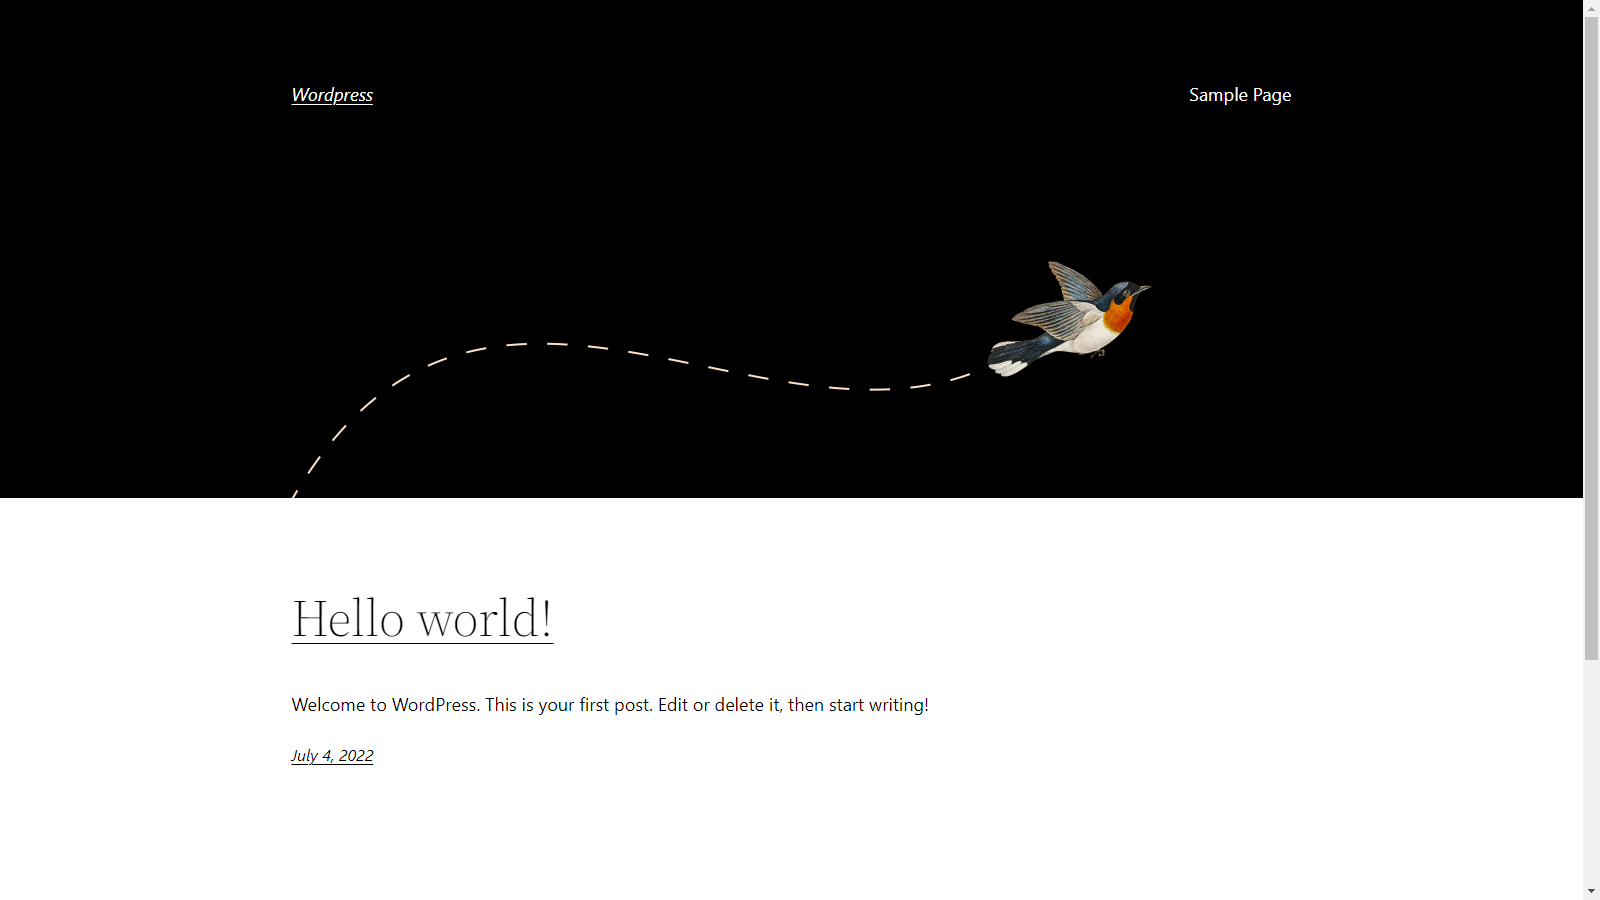 Wordpress
Sample Page
Hello world!
Welcome to WordPress. This is your first post. Edit or delete it, then start writing!
July 4, 2022